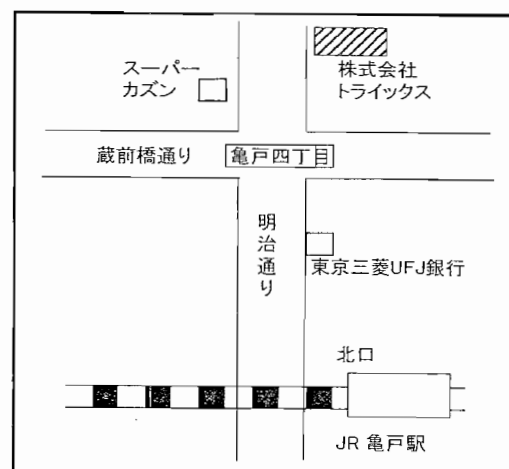 スーパー
カズン
株式会社
トライックス
蔵前橋通り
亀戸四丁目
明治通り
東京三菱UFJ銀行
北口
JR 亀戸駅